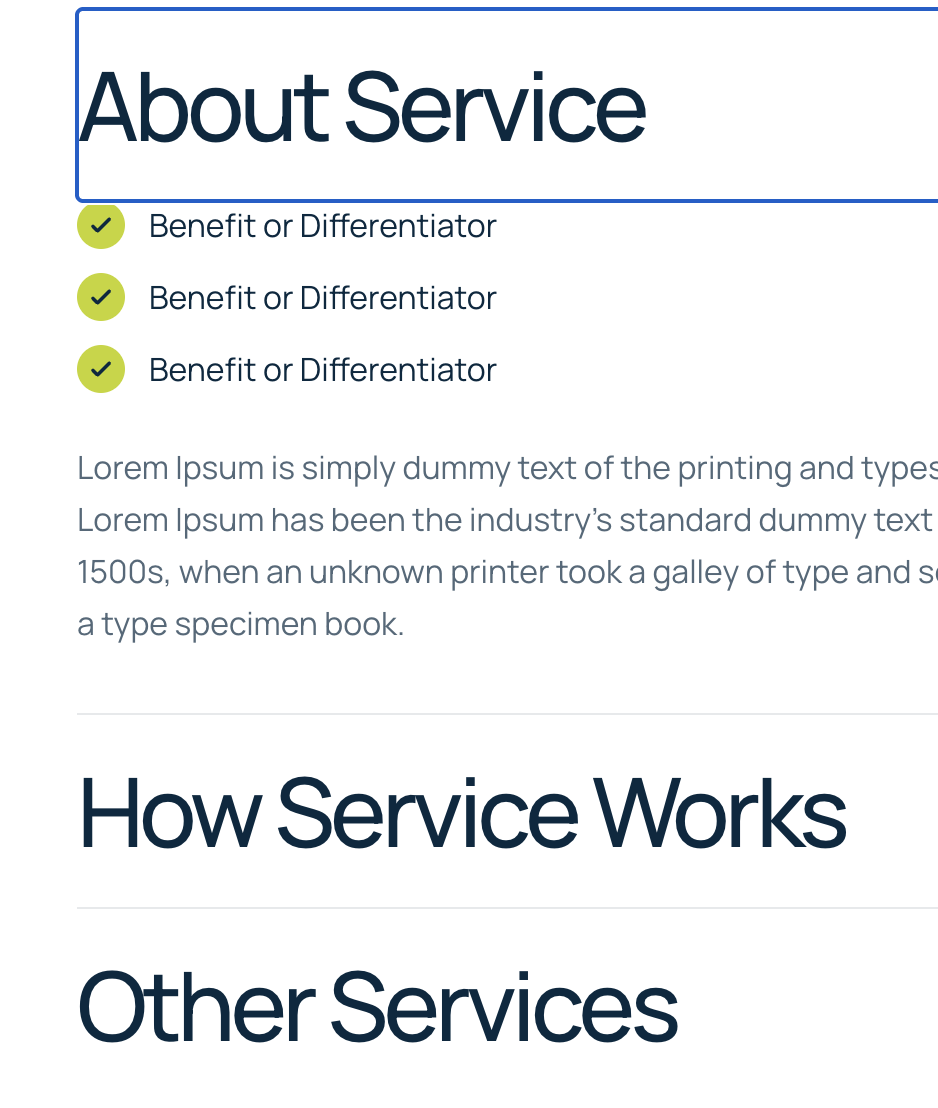 About Service
Benefit or Differentiator
Benefit or Differentiator
Benefit or Differentiator
Lorem Ipsum is simply dummy text of the printing and types
Lorem Ipsum has been the industry’s standard dummy text
1500s, when an unknown printer took a galley of type and s
a type specimen book.
How Service Works
Other Services